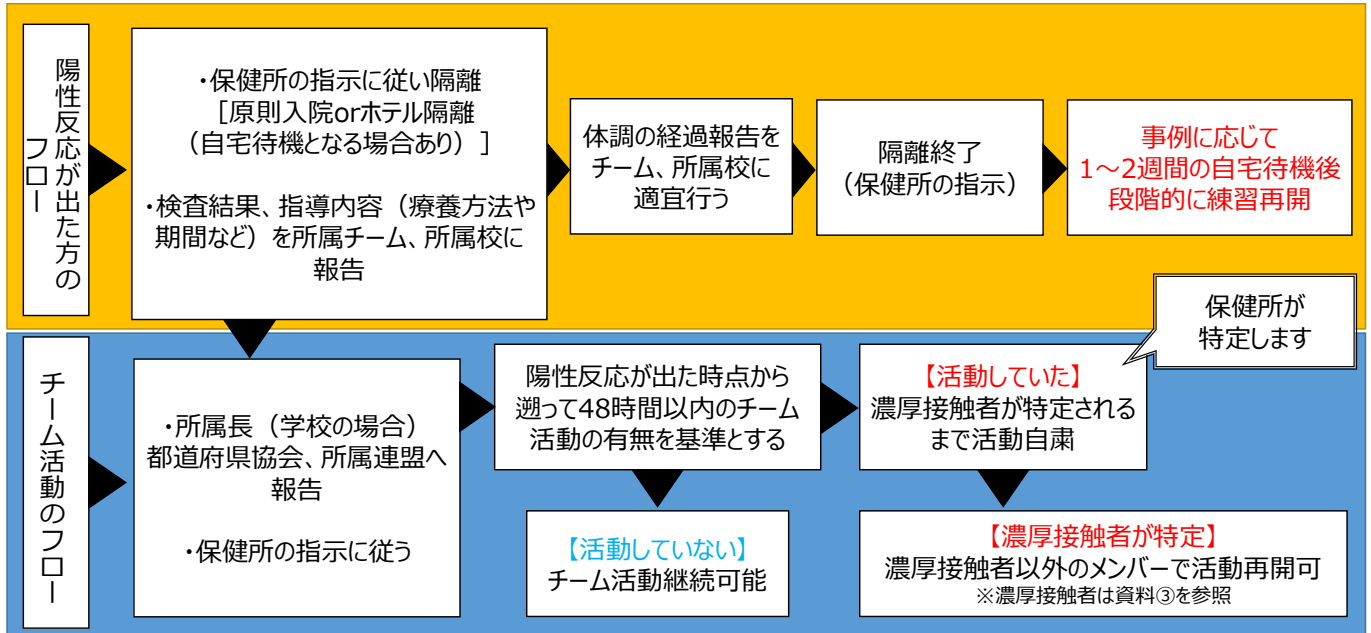 陽性反応が出た方の
フロー
・保健所の指示に従い隔離
［原則入院orホテル隔離
（自宅待機となる場合あり）］
・検査結果、指導内容（療養方法や
期間など）を所属チーム、所属校に
報告
体調の経過報告を
チーム、所属校に
適宜行う
隔離終了
（保健所の指示）
事例に応じて
1～2週間の自宅待機後
段階的に練習再開
保健所が
特定します
チーム活動のフロー
・所属長（学校の場合）
都道府県協会、所属連盟へ
報告
・保健所の指示に従う
陽性反応が出た時点から
遡って48時間以内のチーム
活動の有無を基準とする
【活動していた】
濃厚接触者が特定される
まで活動自粛
【活動していない】
チーム活動継続可能
【濃厚接触者が特定】
濃厚接触者以外のメンバーで活動再開可
※濃厚接触者は資料③を参照